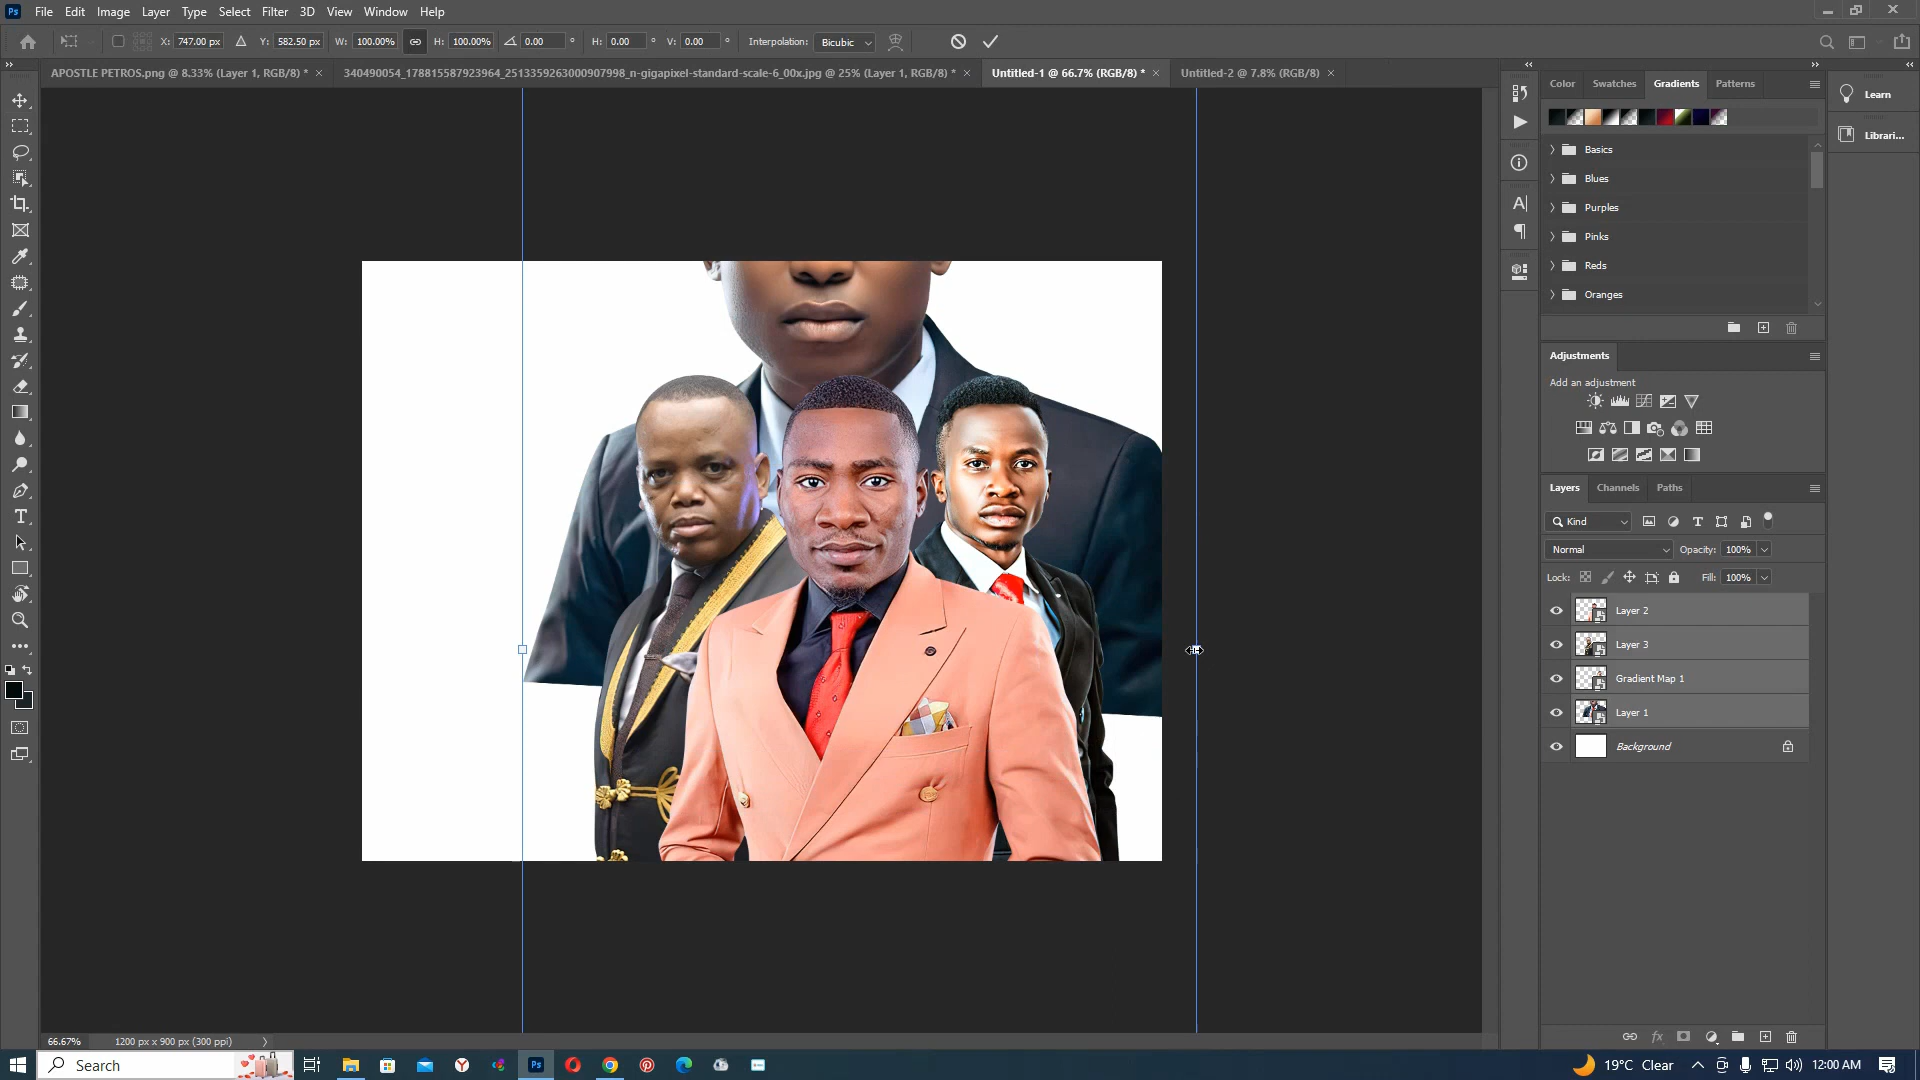 Ps File Edit Image Layer Type Select Filter 3D View Window Help
X: 747.00 px Y: 582.50 px W: 100.00% H: 100.00% 0.00 ° H: 0.00 ° V: 0.00 ° Interpolation: Bicubic
APOSTLE PETROS.png @ 8.33% (Layer 1, RGB/8) * × 340490054_178815587923964_2513359263000907998_n-gigapixel-standard-scale-6_00x.jpg @ 25% (Layer 1, RGB/8) * × Untitled-1 @ 66.7% (RGB/8) * × Untitled-2 @ 7.8% (RGB/8) ×
Color Swatches Gradients Patterns
Learn
Librari...
Basics
Blues
Purples
Pinks
Reds
Oranges
Adjustments
Add an adjustment
Layers Channels Paths
Kind
Normal Opacity: 100%
Lock: Fill: 100%
Layer 2
Layer 3
Gradient Map 1
Layer 1
Background
66.67% 1200 px x 900 px (300 ppi)
Search 19°C Clear 12:00 AM